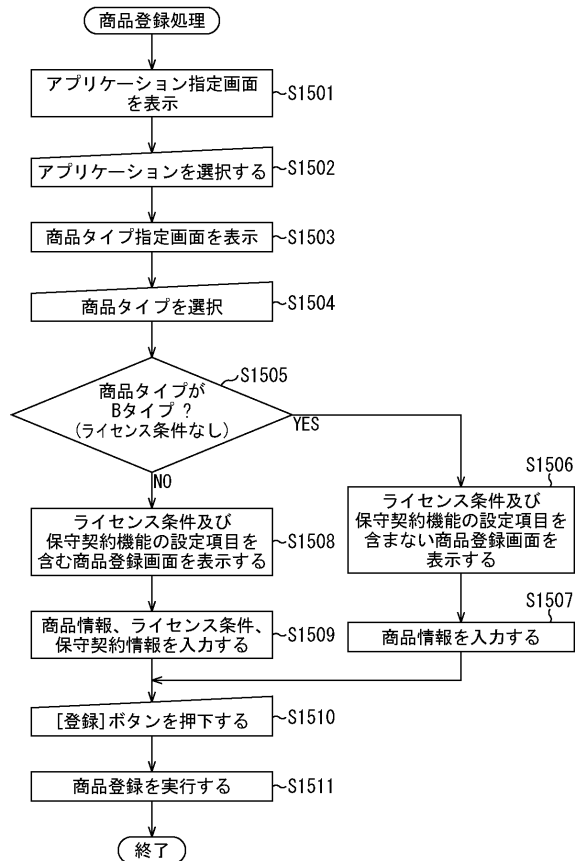 商品登録処理
アプリケーション指定画面
を表示
S1501
アプリケーションを選択する
S1502
商品タイプ指定画面を表示
S1503
商品タイプを選択
S1504
商品タイプが
Bタイプ ?
(ライセンス条件なし)
S1505
YES
NO
S1506
ライセンス条件及び
保守契約機能の設定項目を
含まない商品登録画面を
表示する
S1507
商品情報を入力する
ライセンス条件及び
保守契約機能の設定項目を
含む商品登録画面を表示する
S1508
商品情報、ライセンス条件、
保守契約情報を入力する
S1509
[登録]ボタンを押下する
S1510
商品登録を実行する
S1511
終了